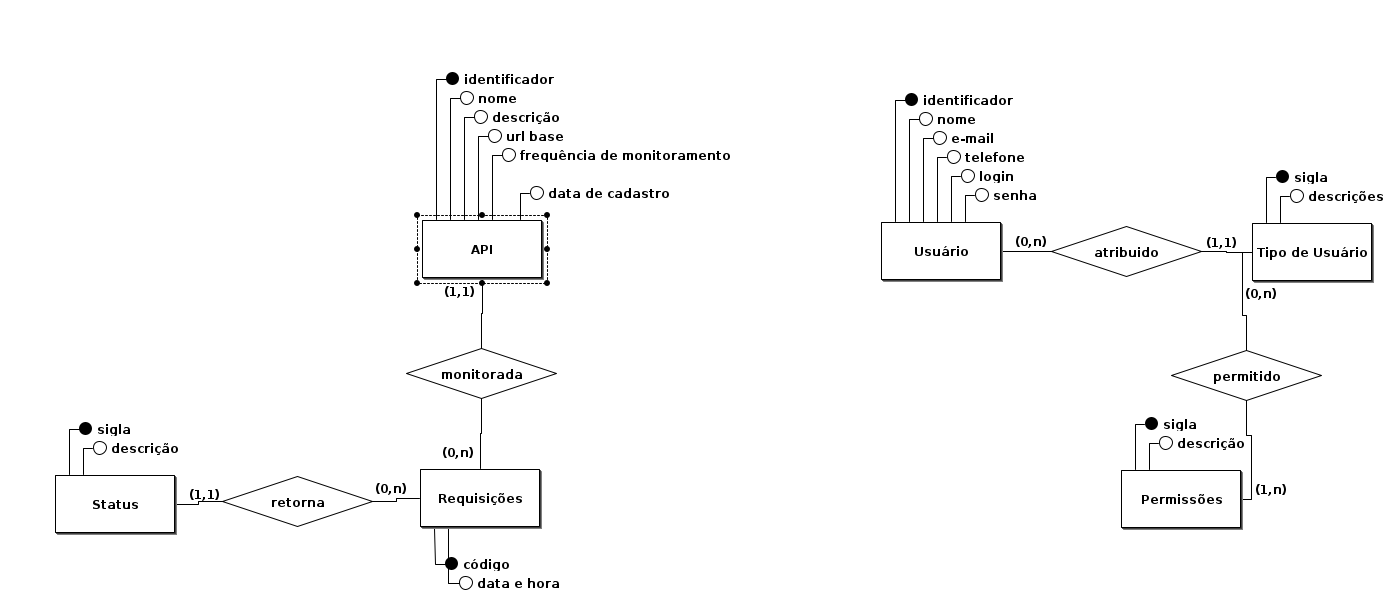 identificador
nome
descrição
url base
frequência de monitoramento
data de cadastro
API
(1,1)
monitorada
(0,n)
Requisições
código
data e hora
(0,n)
retorna
(1,1)
sigla
descrição
Status
identificador
nome
e-mail
telefone
login
senha
Usuário
(0,n)
atribuido
(1,1)
sigla
descrições
Tipo de Usuário
(0,n)
permitido
sigla
descrição
Permissões
(1,n)